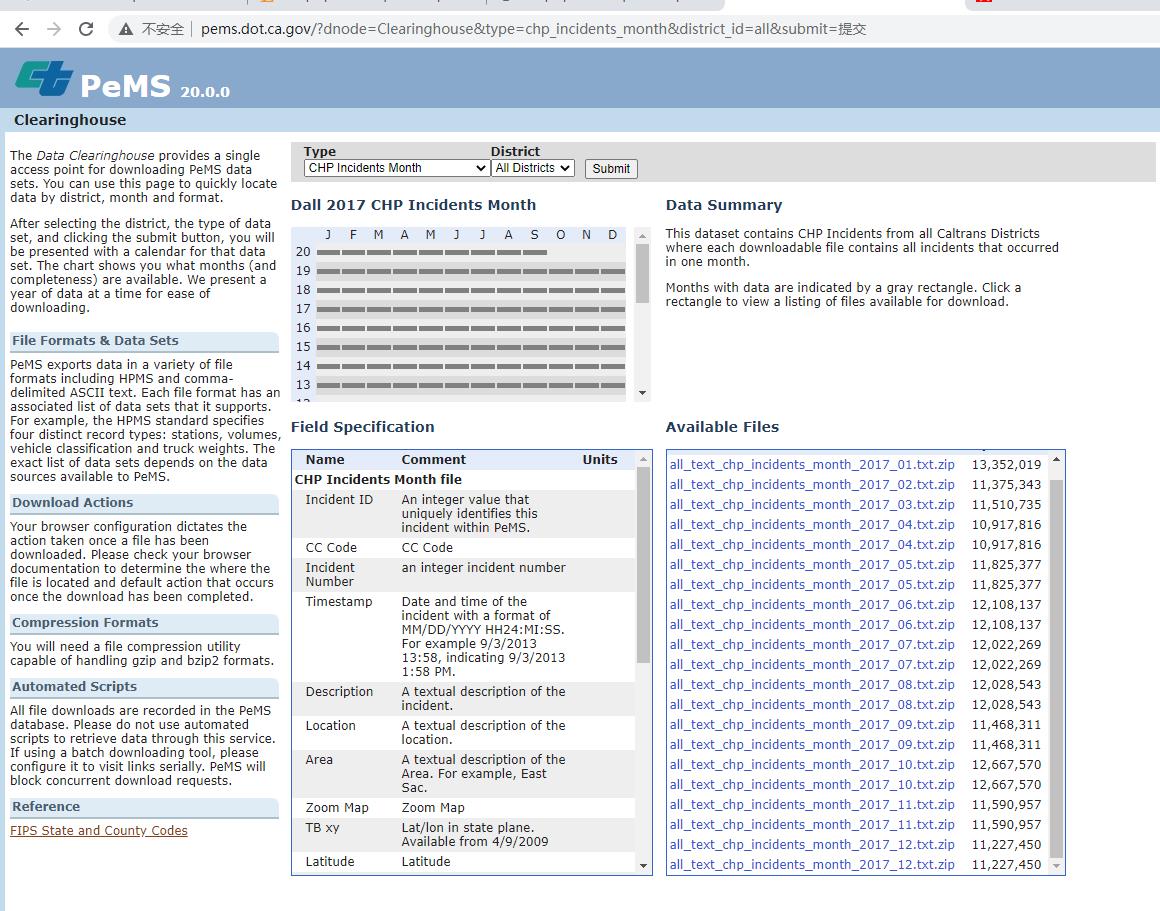 不安全 | pems.dot.ca.gov/?dnode=Clearinghouse&type=chp_incidents_month&district_id=all&submit=提交
PeMS 20.0.0
Clearinghouse
The Data Clearinghouse provides a single
access point for downloading PeMS data
sets. You can use this page to quickly locate
data by district, month and format.
After selecting the district, the type of data
set, and clicking the submit button, you will
be presented with a calendar for that data
set. The chart shows you what months (and
completeness) are available. We present a
year of data at a time for ease of
downloading.
File Formats & Data Sets
PeMS exports data in a variety of file
formats including HPMS and comma-
delimited ASCII text. Each file format has an
associated list of data sets that it supports.
For example, the HPMS standard specifies
four distinct record types: stations, volumes,
vehicle classification and truck weights. The
exact list of data sets depends on the data
sources available to PeMS.
Download Actions
Your browser configuration dictates the
action taken once a file has been
downloaded. Please check your browser
documentation to determine the where the
file is located and default action that occurs
once the download has been completed.
Compression Formats
You will need a file compression utility
capable of handling gzip and bzip2 formats.
Automated Scripts
All file downloads are recorded in the PeMS
database. Please do not use automated
scripts to retrieve data through this service.
If using a batch downloading tool, please
configure it to visit links serially. PeMS will
block concurrent download requests.
Reference
FIPS State and County Codes
Type District
CHP Incidents Month All Districts Submit
Dall 2017 CHP Incidents Month
J F M A M J J A S O N D
20
19
18
17
16
15
14
13
Data Summary
This dataset contains CHP Incidents from all Caltrans Districts
where each downloadable file contains all incidents that occurred
in one month.
Months with data are indicated by a gray rectangle. Click a
rectangle to view a listing of files available for download.
Field Specification
Name Comment Units
CHP Incidents Month file
Incident ID An integer value that
uniquely identifies this
incident within PeMS.
CC Code CC Code
Incident an integer incident number
Number
Timestamp Date and time of the
incident with a format of
MM/DD/YYYY HH24:MI:SS.
For example 9/3/2013
13:58, indicating 9/3/2013
1:58 PM.
Description A textual description of the
incident.
Location A textual description of the
location.
Area A textual description of the
Area. For example, East
Sac.
Zoom Map Zoom Map
TB xy Lat/lon in state plane.
Available from 4/9/2009
Latitude Latitude
Available Files
all_text_chp_incidents_month_2017_01.txt.zip 13,352,019
all_text_chp_incidents_month_2017_02.txt.zip 11,375,343
all_text_chp_incidents_month_2017_03.txt.zip 11,510,735
all_text_chp_incidents_month_2017_04.txt.zip 10,917,816
all_text_chp_incidents_month_2017_04.txt.zip 10,917,816
all_text_chp_incidents_month_2017_05.txt.zip 11,825,377
all_text_chp_incidents_month_2017_05.txt.zip 11,825,377
all_text_chp_incidents_month_2017_06.txt.zip 12,108,137
all_text_chp_incidents_month_2017_06.txt.zip 12,108,137
all_text_chp_incidents_month_2017_07.txt.zip 12,022,269
all_text_chp_incidents_month_2017_07.txt.zip 12,022,269
all_text_chp_incidents_month_2017_08.txt.zip 12,028,543
all_text_chp_incidents_month_2017_08.txt.zip 12,028,543
all_text_chp_incidents_month_2017_09.txt.zip 11,468,311
all_text_chp_incidents_month_2017_09.txt.zip 11,468,311
all_text_chp_incidents_month_2017_10.txt.zip 12,667,570
all_text_chp_incidents_month_2017_10.txt.zip 12,667,570
all_text_chp_incidents_month_2017_11.txt.zip 11,590,957
all_text_chp_incidents_month_2017_11.txt.zip 11,590,957
all_text_chp_incidents_month_2017_12.txt.zip 11,227,450
all_text_chp_incidents_month_2017_12.txt.zip 11,227,450